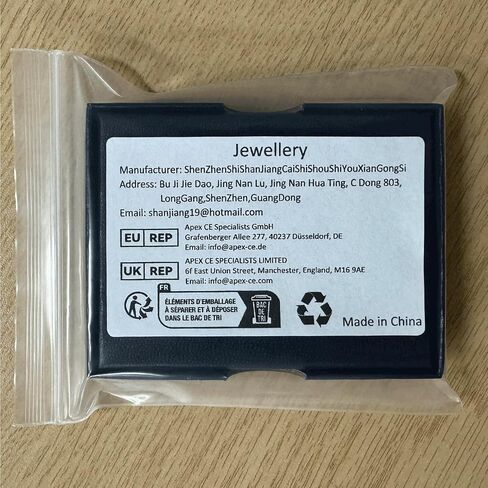 Jewellery
Manufacturer: ShenZhenShiShanJiangCaiShiShouShiYouXianGongSi
Address: Bu Ji Jie Dao, Jing Nan Lu, Jing Nan Hua Ting, C Dong 803,
LongGang,ShenZhen,GuangDong
Email: shanjiang19@hotmail.com
EU REP
Apex CE Specialists GmbH
Grafenberger Allee 277, 40237 Düsseldorf, DE
Email: info@apex-ce.de
UK REP
APEX CE SPECIALISTS LIMITED
6f East Union Street, Manchester, England, M16 9AE
Email: info@apex-ce.com
FR
ÉLÉMENTS D'EMBALLAGE
À SÉPARER ET À DÉPOSER
DANS LE BAC DE TRI
BAC
DE TRI
Made in China